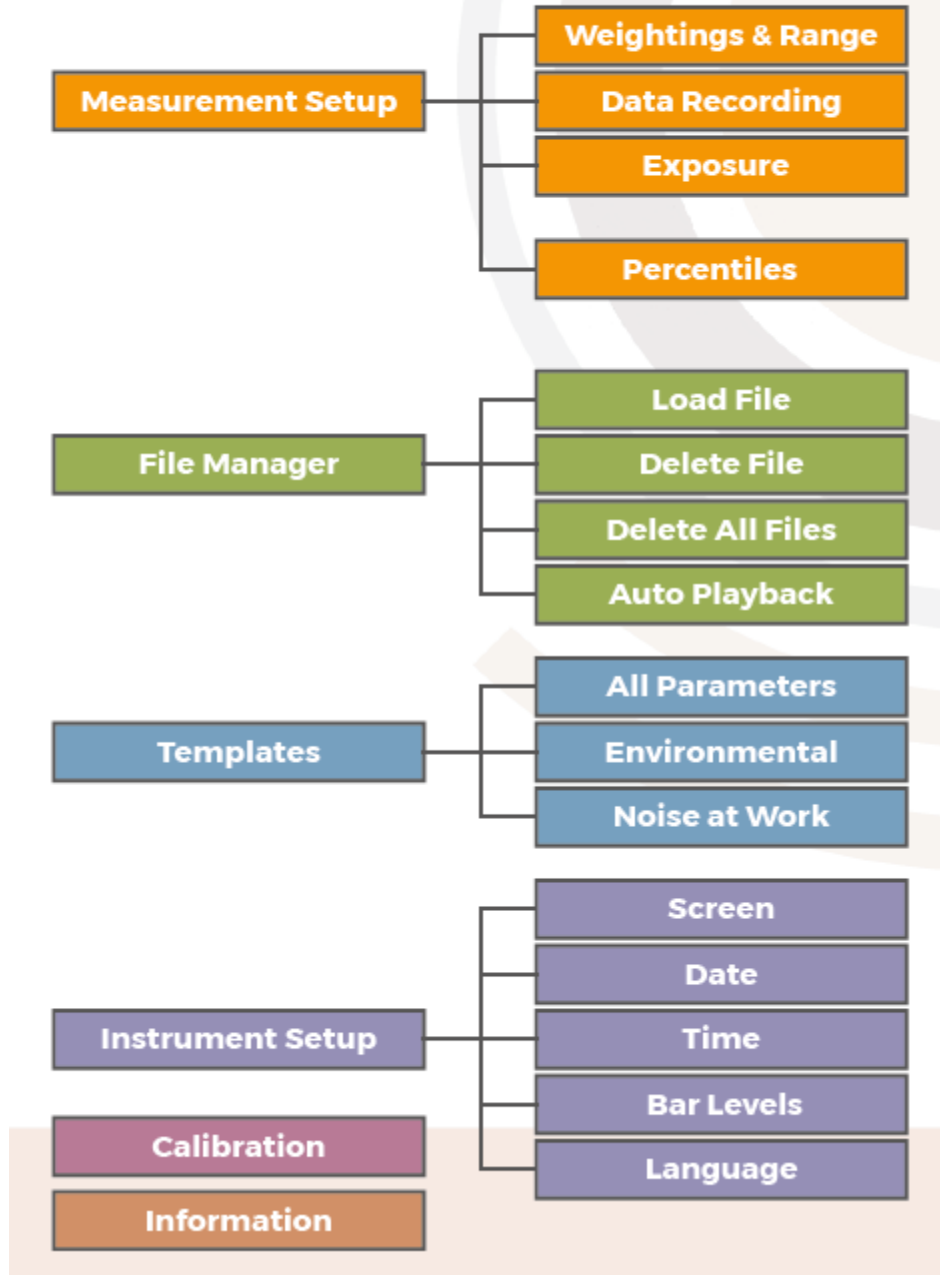 Measurement Setup
Weightings & Range
Data Recording
Exposure
Percentiles
File Manager
Load File
Delete File
Delete All Files
Auto Playback
Templates
All Parameters
Environmental
Noise at Work
Instrument Setup
Screen
Date
Time
Bar Levels
Language
Calibration
Information